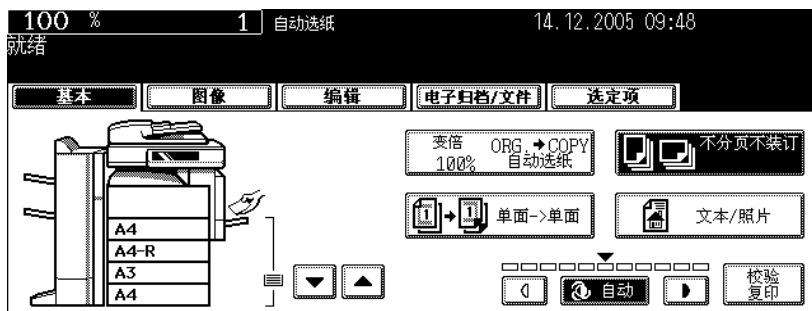 100 % 1 自动选纸 14.12.2005 09:48
就绪
基本 图像 编辑 电子归档/文件 选定项
变倍 ORG.→COPY
100% 自动选纸
不分页不装订
1→1 单面->单面
文本/照片
A4
A4-R
A3
A4
自动
校验
复印